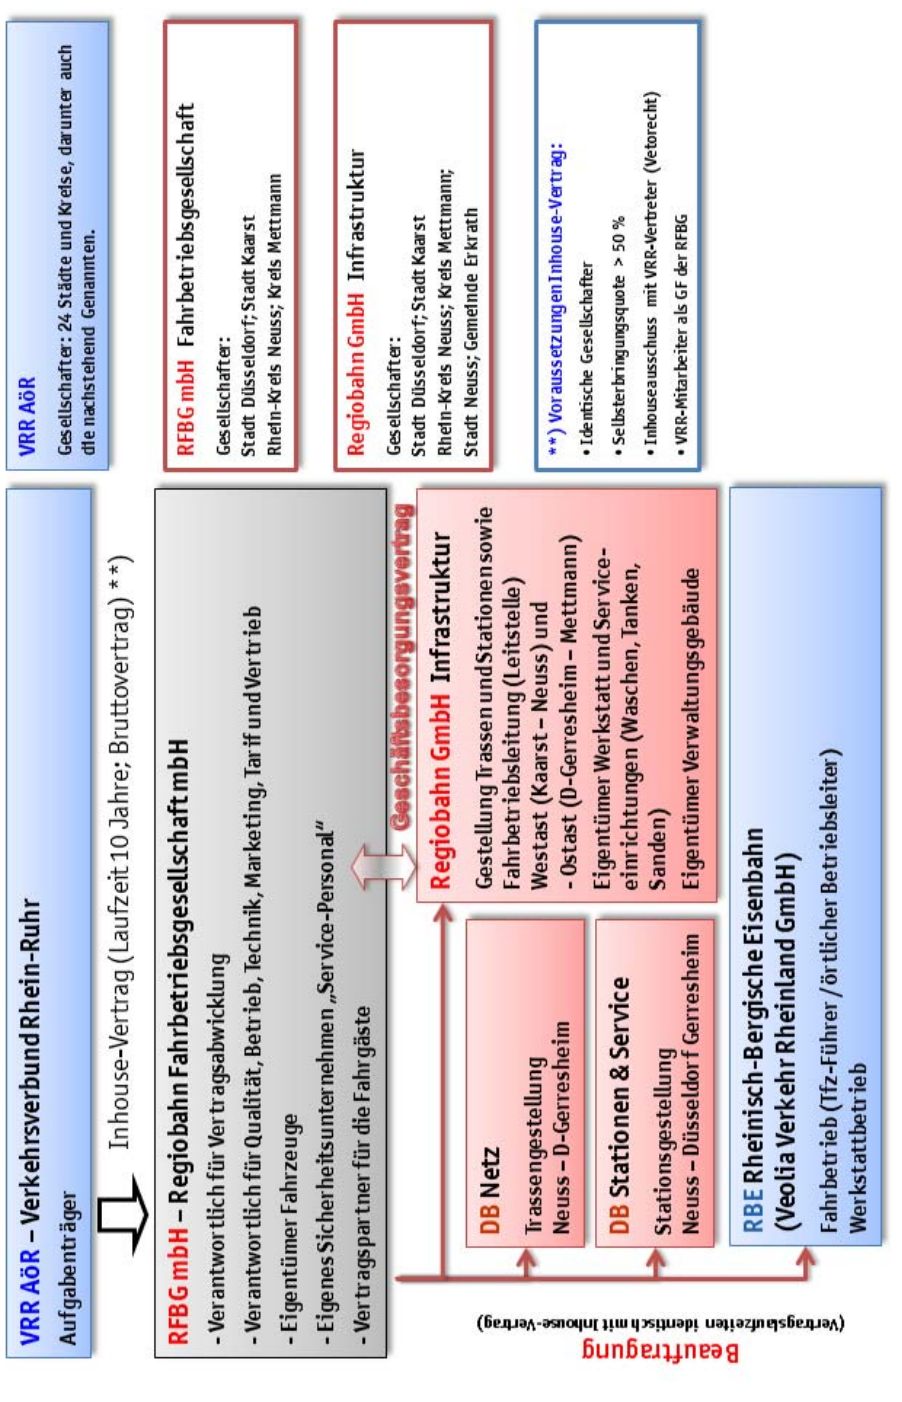 VRR AöR – Verkehrsverbund Rhein-Ruhr
Aufgabenträger
VRR AöR
Gesellschafter: 24 Städte und Kreise, darunter auch
die nachstehend Genannten.
Inhouse-Vertrag (Laufzeit 10 Jahre; Bruttovertrag) **)
RFBG mbH – Regiobahn Fahrbetriebsgesellschaft mbH
- Verantwortlich für Vertragsabwicklung
- Verantwortlich für Qualität, Betrieb, Technik, Marketing, Tarif und Vertrieb
- Eigentümer Fahrzeuge
- Eigenes Sicherheitsunternehmen „Service-Personal“
- Vertragspartner für die Fahrgäste
RFBG mbH Fahrbetriebsgesellschaft
Gesellschafter:
Stadt Düsseldorf; Stadt Kaarst
Rhein-Kreis Neuss; Kreis Mettmann
Geschäftsbesorgungsvertrag
Regiobahn GmbH Infrastruktur
Gestellung Trassen und Stationen sowie
Fahrbetriebsleitung (Leitstelle)
Westast (Kaarst – Neuss) und
- Ostast (D-Gerresheim – Mettmann)
Eigentümer Werkstatt und Service-
einrichtungen (Waschen, Tanken,
Sanden)
Eigentümer Verwaltungsgebäude
Regiobahn GmbH Infrastruktur
Gesellschafter:
Stadt Düsseldorf; Stadt Kaarst
Rhein-Kreis Neuss; Kreis Mettmann;
Stadt Neuss; Gemeinde Erkrath
DB Netz
Trassengestellung
Neuss – D-Gerresheim
DB Stationen & Service
Stationsgestellung
Neuss – Düsseldorf Gerresheim
**) Voraussetzungen Inhouse-Vertrag:
• Identische Gesellschafter
• Selbsterbringungsquote > 50 %
• Inhouseausschuss mit VRR-Vertreter (Vetorecht)
• VRR-Mitarbeiter als GF der RFBG
RBE Rheinisch-Bergische Eisenbahn
(Veolia Verkehr Rheinland GmbH)
Fahrbetrieb (Tfz-Führer / örtlicher Betriebsleiter)
Werkstattbetrieb
Beauftragung
(Vertragslaufzeiten identisch mit Inhouse-Vertrag)